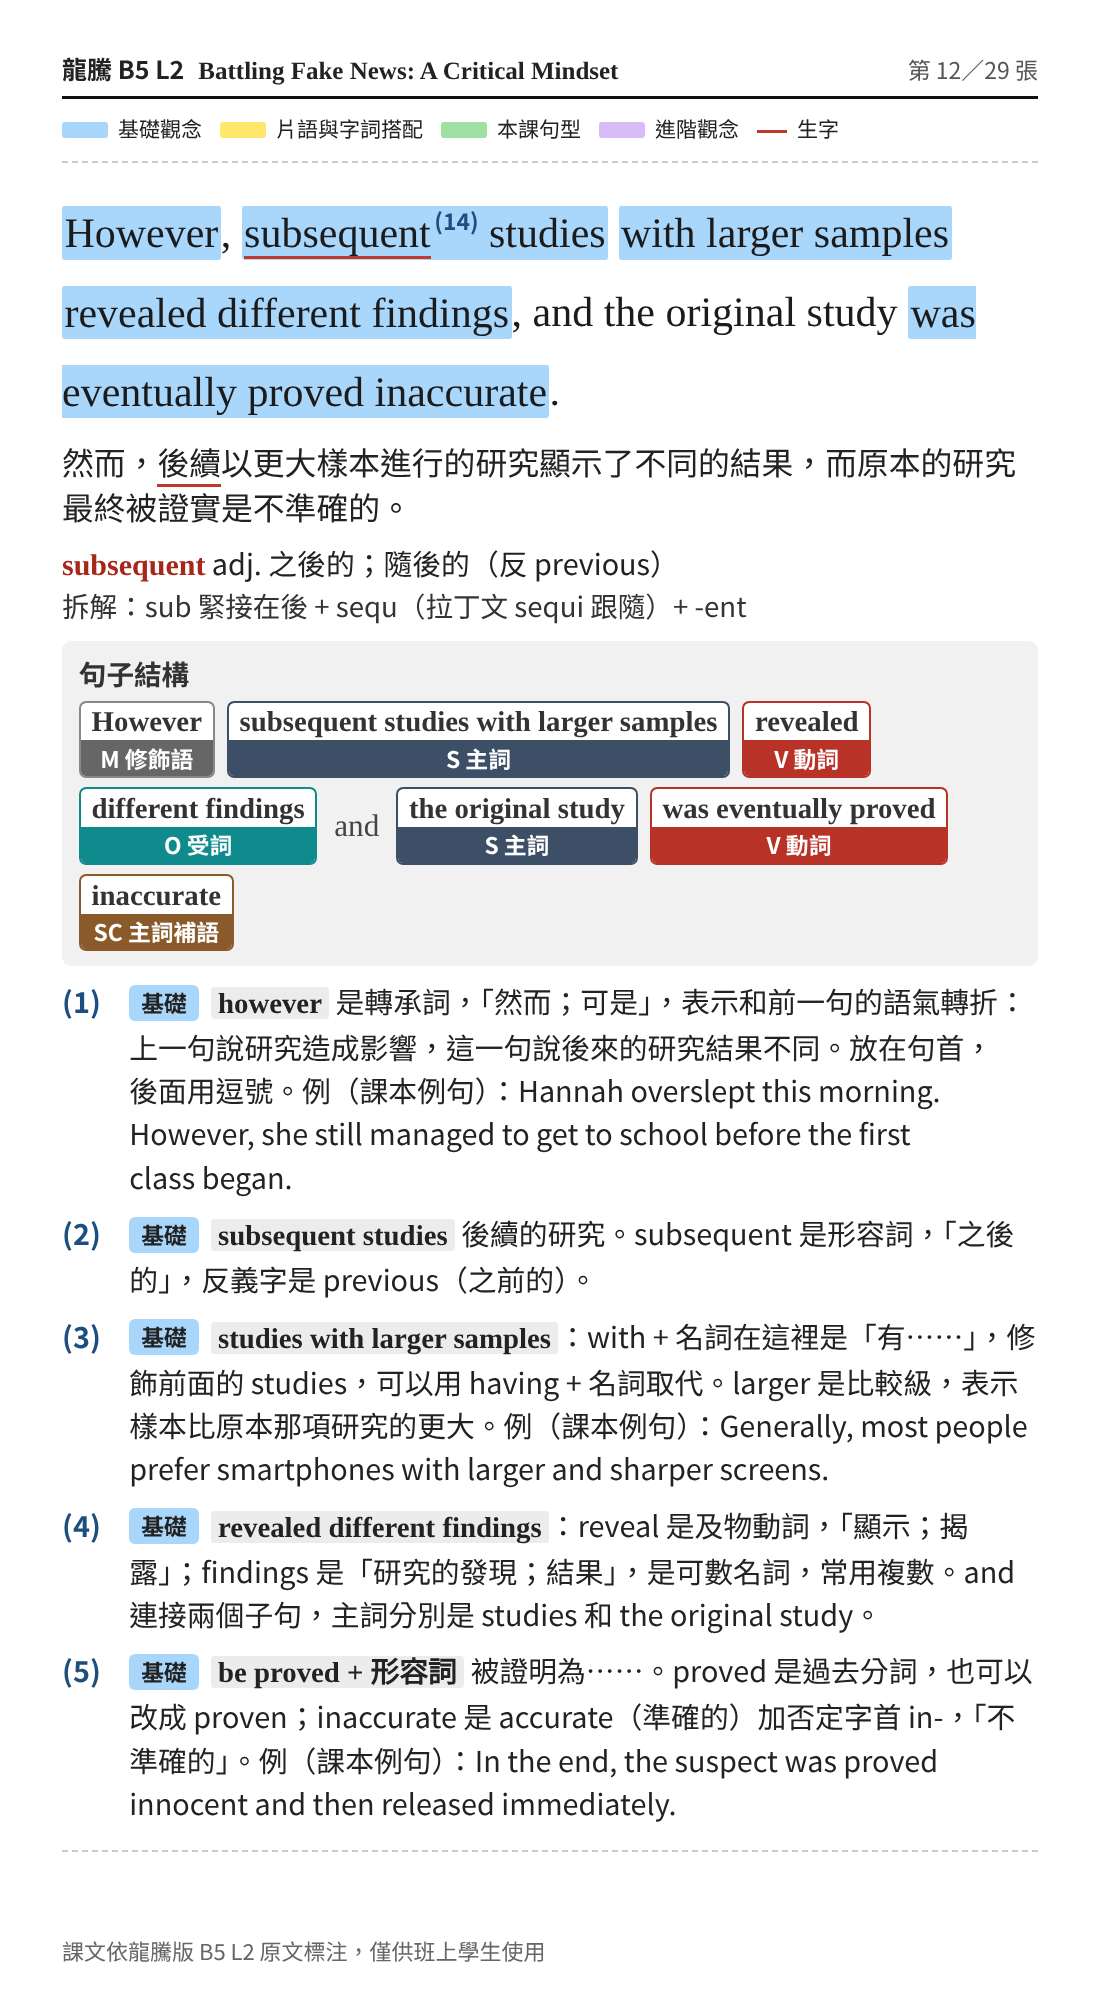 龍騰 B5 L2 Battling Fake News: A Critical Mindset 第 12／29 張
基礎觀念 片語與字詞搭配 本課句型 進階觀念 生字
However, subsequent(14) studies with larger samples
revealed different findings, and the original study was
eventually proved inaccurate.
然而，後續以更大樣本進行的研究顯示了不同的結果，而原本的研究
最終被證實是不準確的。
subsequent adj. 之後的；隨後的（反 previous）
拆解：sub 緊接在後 + sequ（拉丁文 sequi 跟隨）+ -ent
句子結構
However subsequent studies with larger samples revealed
M 修飾語 S 主詞 V 動詞
different findings and the original study was eventually proved
O 受詞 S 主詞 V 動詞
inaccurate
SC 主詞補語
(1) 基礎 however 是轉承詞，「然而；可是」，表示和前一句的語氣轉折：
上一句說研究造成影響，這一句說後來的研究結果不同。放在句首，
後面用逗號。例（課本例句）：Hannah overslept this morning.
However, she still managed to get to school before the first
class began.
(2) 基礎 subsequent studies 後續的研究。subsequent 是形容詞，「之後
的」，反義字是 previous（之前的）。
(3) 基礎 studies with larger samples：with + 名詞在這裡是「有……」，修
飾前面的 studies，可以用 having + 名詞取代。larger 是比較級，表示
樣本比原本那項研究的更大。例（課本例句）：Generally, most people
prefer smartphones with larger and sharper screens.
(4) 基礎 revealed different findings：reveal 是及物動詞，「顯示；揭
露」；findings 是「研究的發現；結果」，是可數名詞，常用複數。and
連接兩個子句，主詞分別是 studies 和 the original study。
(5) 基礎 be proved + 形容詞 被證明為……。proved 是過去分詞，也可以
改成 proven；inaccurate 是 accurate（準確的）加否定字首 in-，「不
準確的」。例（課本例句）：In the end, the suspect was proved
innocent and then released immediately.
課文依龍騰版 B5 L2 原文標注，僅供班上學生使用